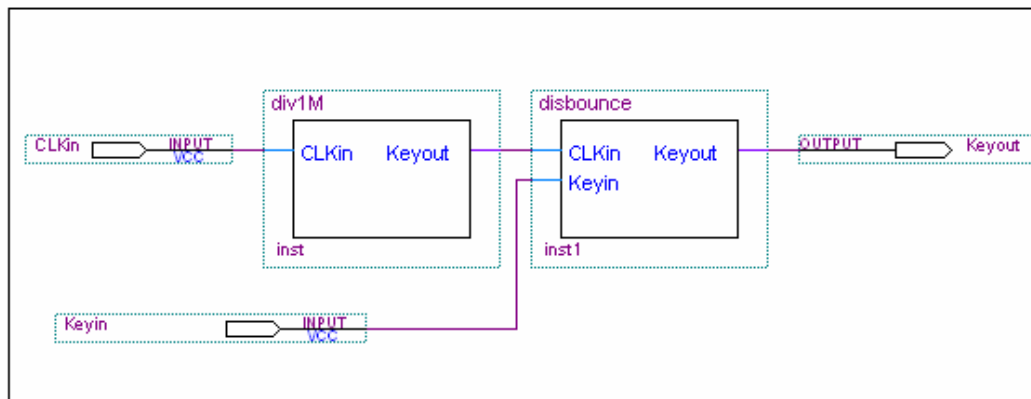 div1M
disbounce
CLKin INPUT VCC
CLKin Keyout
CLKin Keyout
OUTPUT Keyout
Keyin
inst
inst1
Keyin INPUT VCC